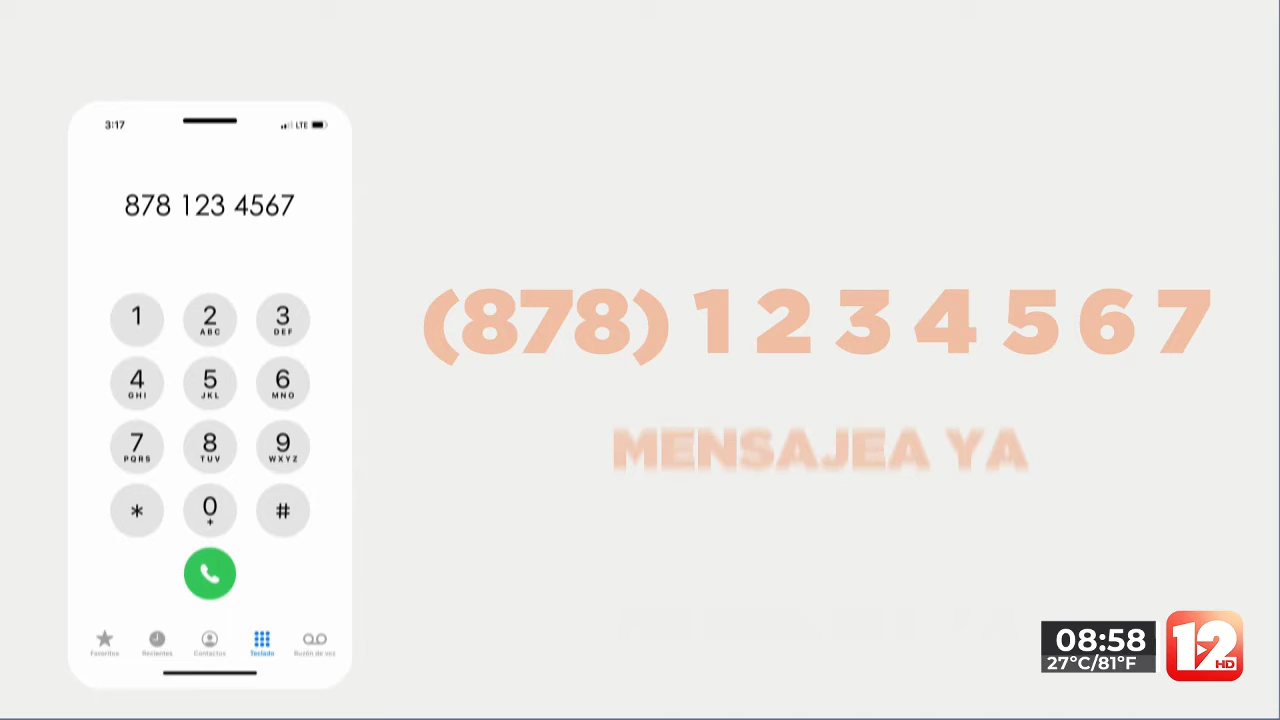 3:17
LTE
878 123 4567
1
2
ABC
3
DEF
4
GHI
5
JKL
6
MNO
7
PQRS
8
TUV
9
WXYZ
*
0
+
#
Favoritos
Recientes
Contactos
Teclado
Buzón de voz
(878) 1 2 3 4 5 6 7
MENSAJEA YA
08:58
27°C/81°F
12
HD